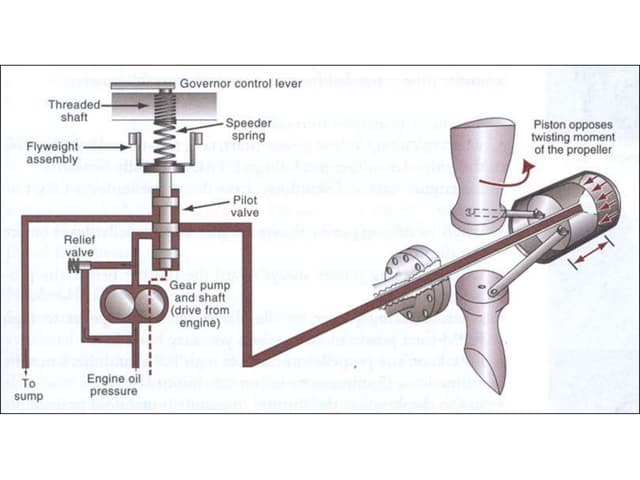 Governor control lever
Threaded
shaft
Speeder
spring
Flyweight
assembly
Piston opposes
twisting moment
of the propeller
Pilot
valve
Relief
valve
Gear pump
and shaft
(drive from
engine)
To
sump
Engine oil
pressure